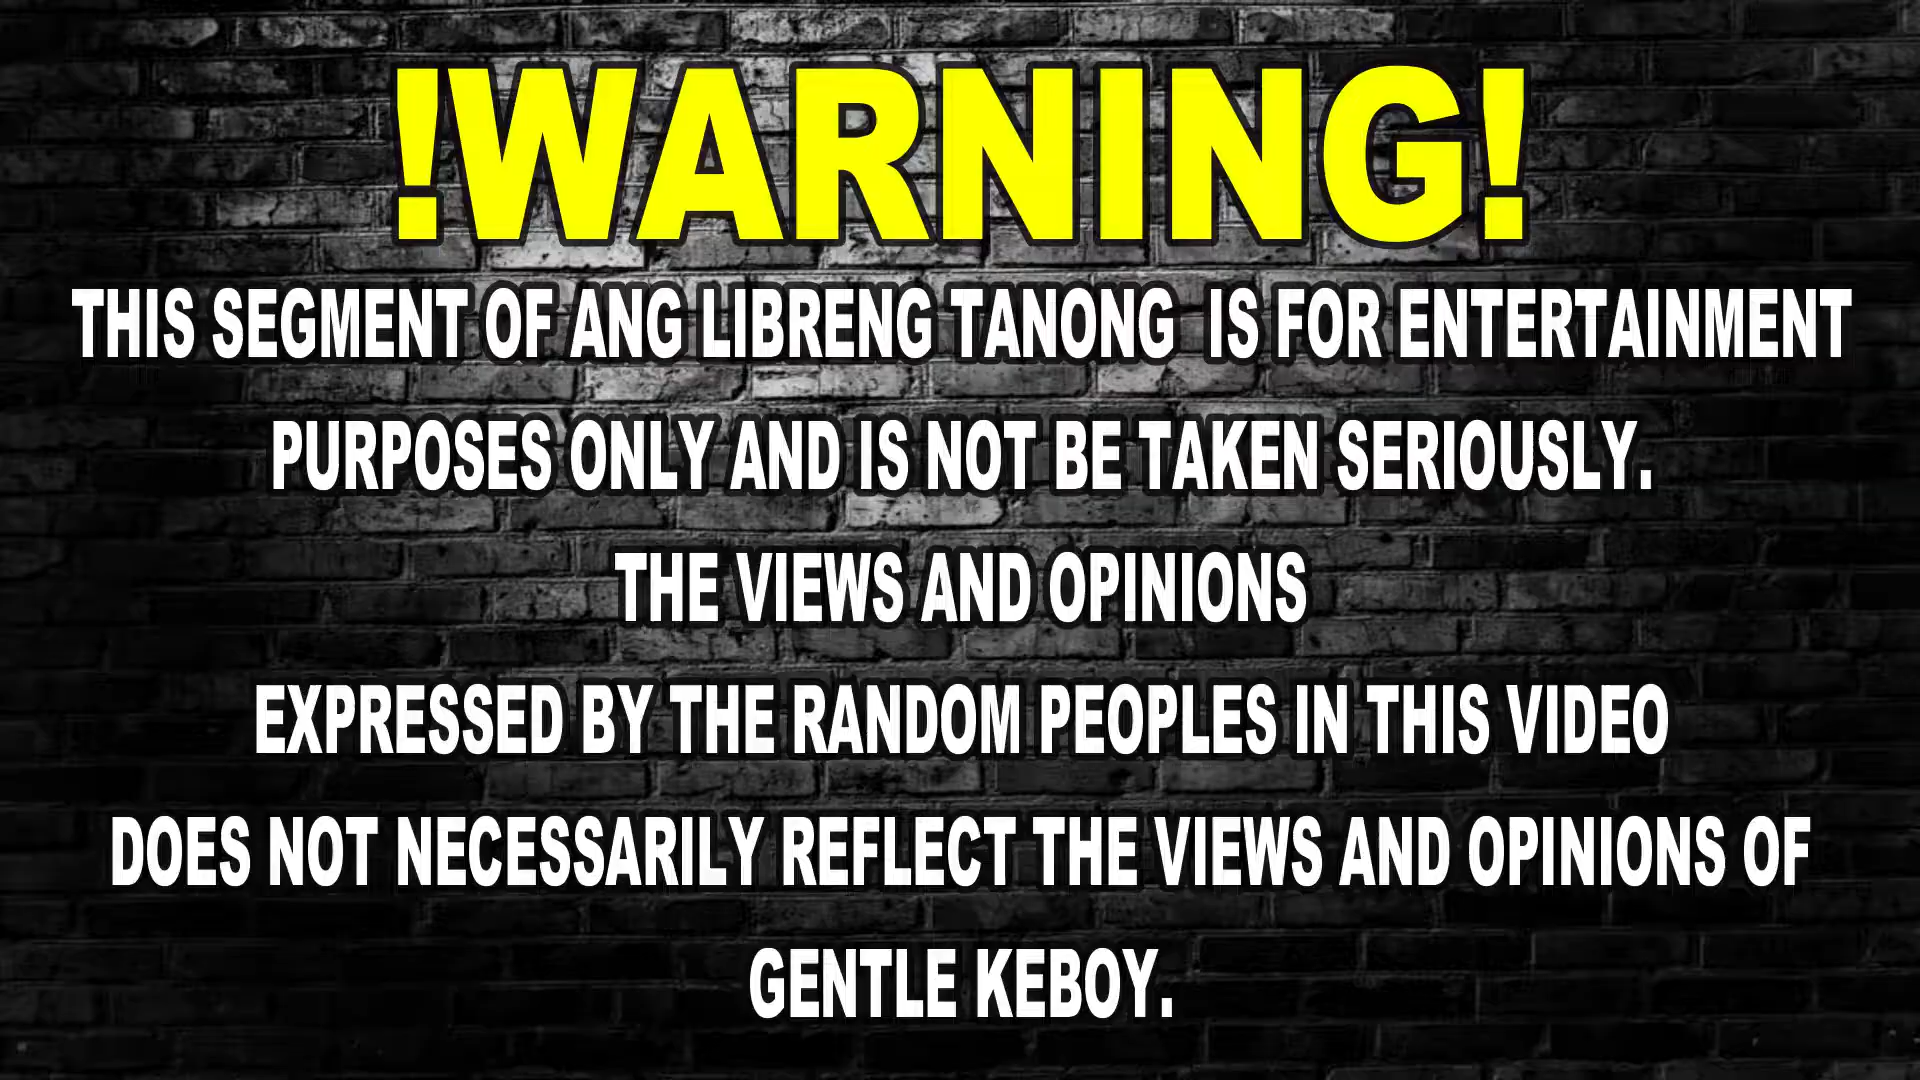 !WARNING!
THIS SEGMENT OF ANG LIBRENG TANONG IS FOR ENTERTAINMENT
PURPOSES ONLY AND IS NOT BE TAKEN SERIOUSLY.
THE VIEWS AND OPINIONS
EXPRESSED BY THE RANDOM PEOPLES IN THIS VIDEO
DOES NOT NECESSARILY REFLECT THE VIEWS AND OPINIONS OF
GENTLE KEBOY.